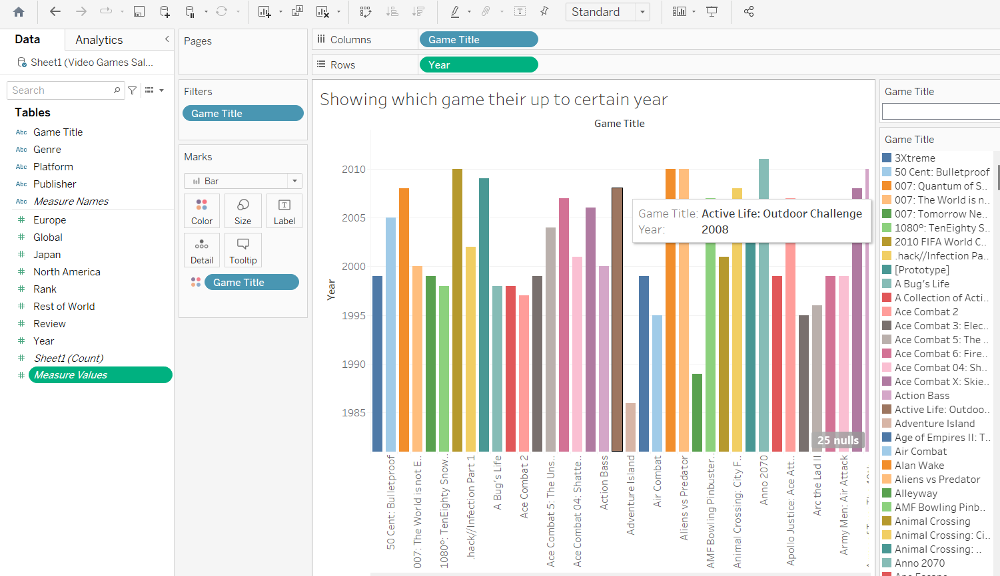 Standard
Data
Analytics
Sheet1 (Video Games Sal...
Search
Tables
Abc Game Title
Abc Genre
Abc Platform
Abc Publisher
Abc Measure Names
# Europe
# Global
# Japan
# North America
# Rank
# Rest of World
# Review
# Year
# Sheet1 (Count)
# Measure Values
Pages
Filters
Game Title
Marks
Bar
Color
Size
Label
Detail
Tooltip
Game Title
Columns
Game Title
Rows
Year
Showing which game their up to certain year
Game Title
Year
2010
2005
2000
1995
1990
1985
Game Title: Active Life: Outdoor Challenge
Year: 2008
25 nulls
50 Cent: Bulletproof
007: The World is not E..
1080°: TenEighty Snow..
.hack//Infection Part 1
A Bug's Life
Ace Combat 2
Ace Combat 5: The Uns..
Ace Combat 04: Shatte..
Action Bass
Adventure Island
Air Combat
Aliens vs Predator
AMF Bowling Pinbuster..
Animal Crossing: City F..
Anno 2070
Apollo Justice: Ace Att..
Arc the Lad II
Army Men: Air Attack
Game Title
Game Title
3Xtreme
50 Cent: Bulletproof
007: Quantum of S..
007: The World is n..
007: Tomorrow Ne..
1080°: TenEighty S..
2010 FIFA World C..
.hack//Infection Pa..
[Prototype]
A Bug's Life
A Collection of Acti..
Ace Combat 2
Ace Combat 3: Elec..
Ace Combat 5: The ..
Ace Combat 6: Fire..
Ace Combat 04: Sh..
Ace Combat X: Skie..
Action Bass
Active Life: Outdoo..
Adventure Island
Age of Empires II: T..
Air Combat
Alan Wake
Aliens vs Predator
Alleyway
AMF Bowling Pinb..
Animal Crossing
Animal Crossing: Ci..
Animal Crossing: ..
Anno 2070
Ape Escape